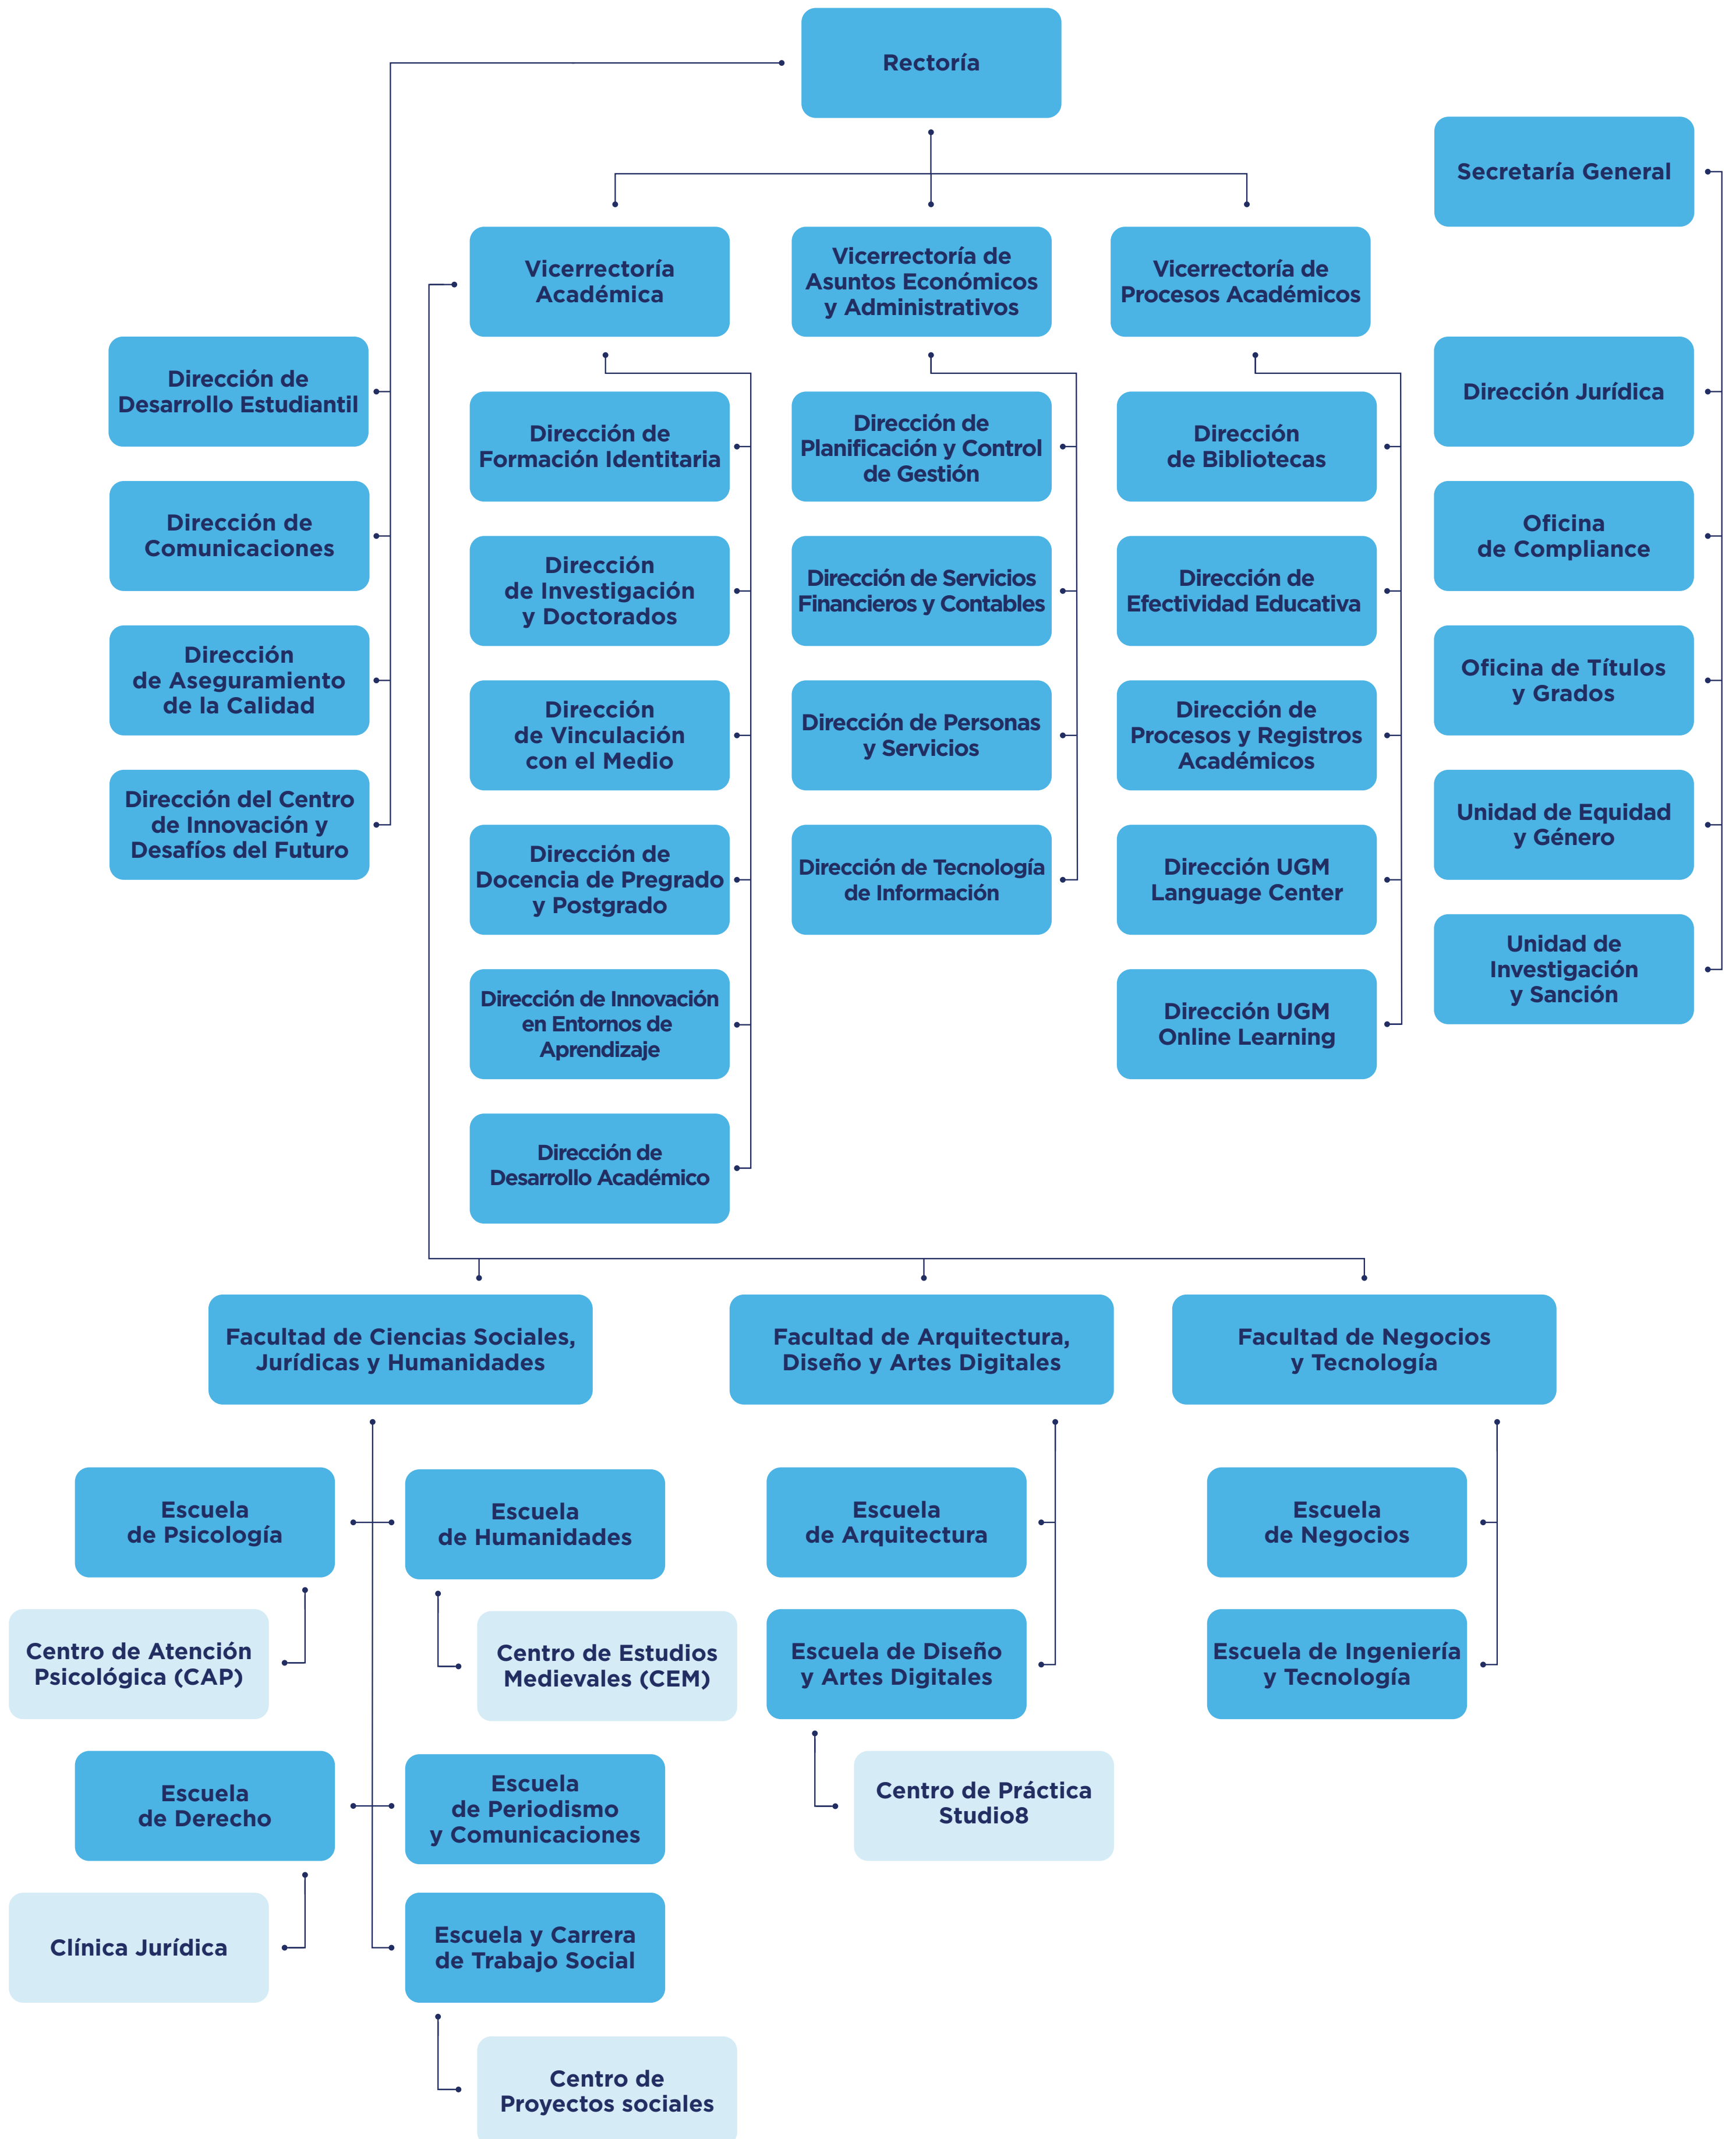 Rectoría
Secretaría General
Vicerrectoría
Académica
Vicerrectoría de
Asuntos Económicos
y Administrativos
Vicerrectoría de
Procesos Académicos
Dirección de
Desarrollo Estudiantil
Dirección de
Comunicaciones
Dirección
de Aseguramiento
de la Calidad
Dirección del Centro
de Innovación y
Desafíos del Futuro
Dirección de
Formación Identitaria
Dirección
de Investigación
y Doctorados
Dirección
de Vinculación
con el Medio
Dirección de
Docencia de Pregrado
y Postgrado
Dirección de Innovación
en Entornos de
Aprendizaje
Dirección de
Desarrollo Académico
Dirección de
Planificación y Control
de Gestión
Dirección de Servicios
Financieros y Contables
Dirección de Personas
y Servicios
Dirección de Tecnología
de Información
Dirección
de Bibliotecas
Dirección de
Efectividad Educativa
Dirección de
Procesos y Registros
Académicos
Dirección UGM
Language Center
Dirección UGM
Online Learning
Dirección Jurídica
Oficina
de Compliance
Oficina de Títulos
y Grados
Unidad de Equidad
y Género
Unidad de
Investigación
y Sanción
Facultad de Ciencias Sociales,
Jurídicas y Humanidades
Facultad de Arquitectura,
Diseño y Artes Digitales
Facultad de Negocios
y Tecnología
Escuela
de Psicología
Escuela
de Humanidades
Centro de Atención
Psicológica (CAP)
Centro de Estudios
Medievales (CEM)
Escuela
de Derecho
Escuela
de Periodismo
y Comunicaciones
Clínica Jurídica
Escuela y Carrera
de Trabajo Social
Centro de
Proyectos sociales
Escuela
de Arquitectura
Escuela de Diseño
y Artes Digitales
Centro de Práctica
Studio8
Escuela
de Negocios
Escuela de Ingeniería
y Tecnología